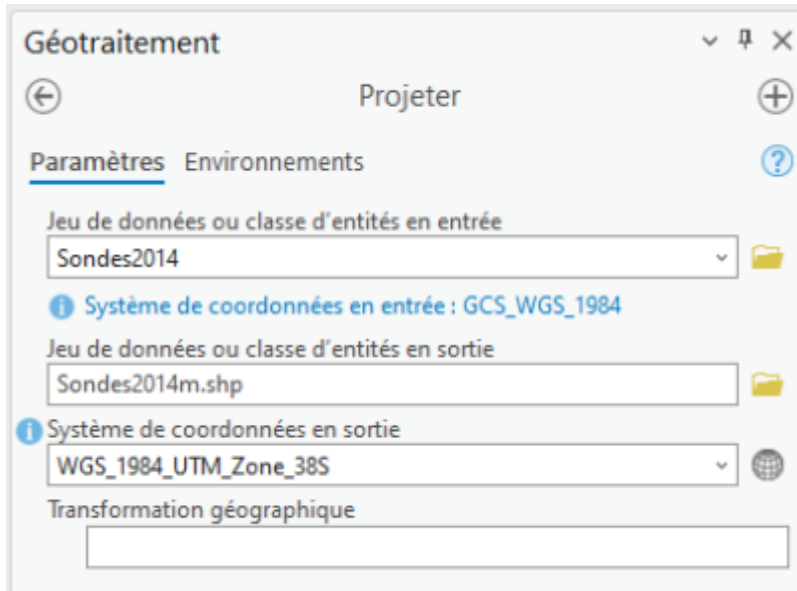 Géotraitement
Projeter
Paramètres Environnements
Jeu de données ou classe d'entités en entrée
Sondes2014
Système de coordonnées en entrée : GCS_WGS_1984
Jeu de données ou classe d'entités en sortie
Sondes2014m.shp
Système de coordonnées en sortie
WGS_1984_UTM_Zone_38S
Transformation géographique